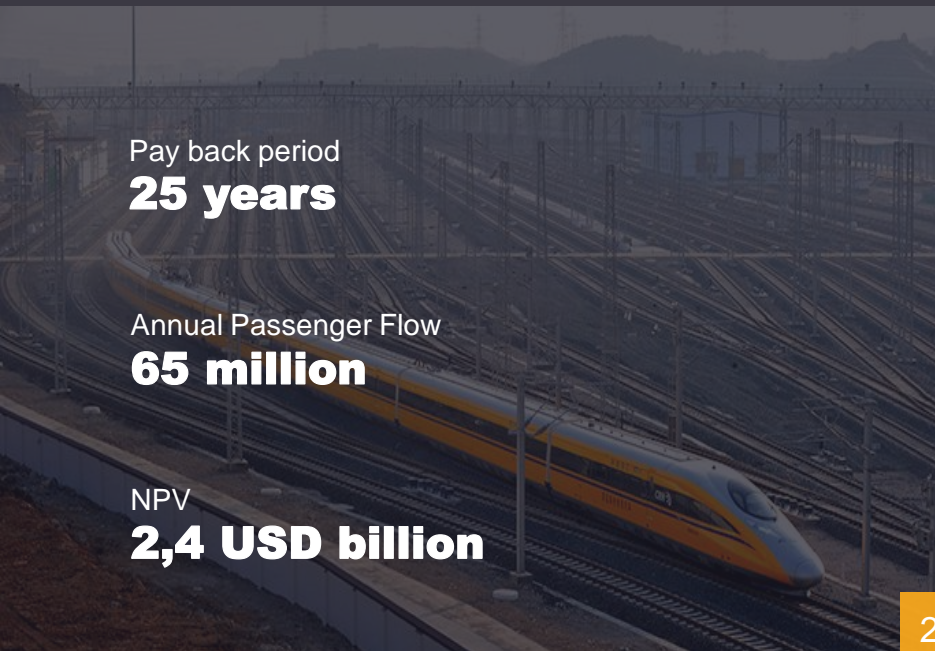 Pay back period
25 years
Annual Passenger Flow
65 million
NPV
2,4 USD billion
2